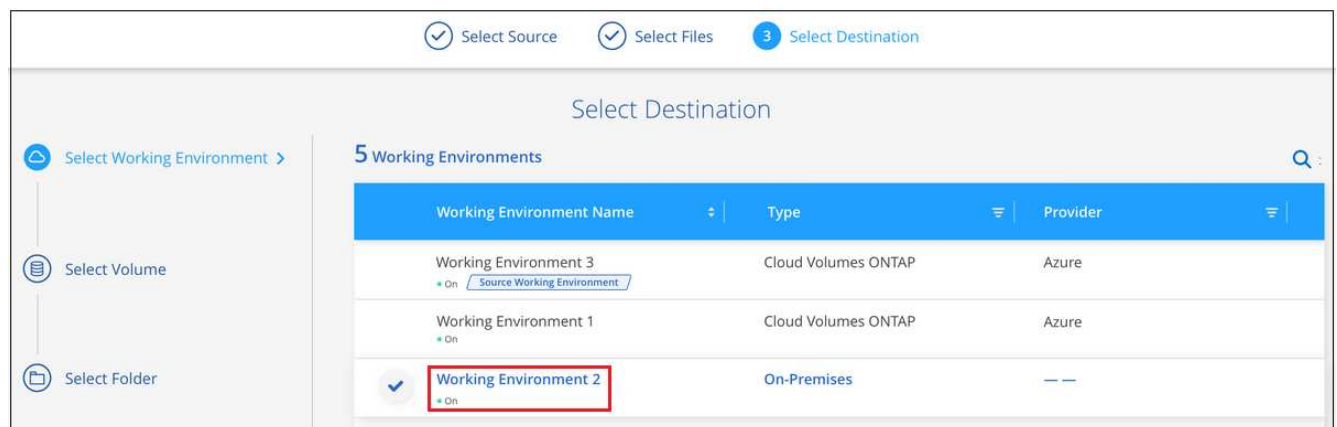 Select Source
Select Files
3 Select Destination
Select Destination
Select Working Environment >
5 Working Environments
Working Environment Name
Type
Provider
Working Environment 3
Cloud Volumes ONTAP
Azure
On
Source Working Environment
Select Volume
Working Environment 1
Cloud Volumes ONTAP
Azure
On
Select Folder
Working Environment 2
On-Premises
— —
On